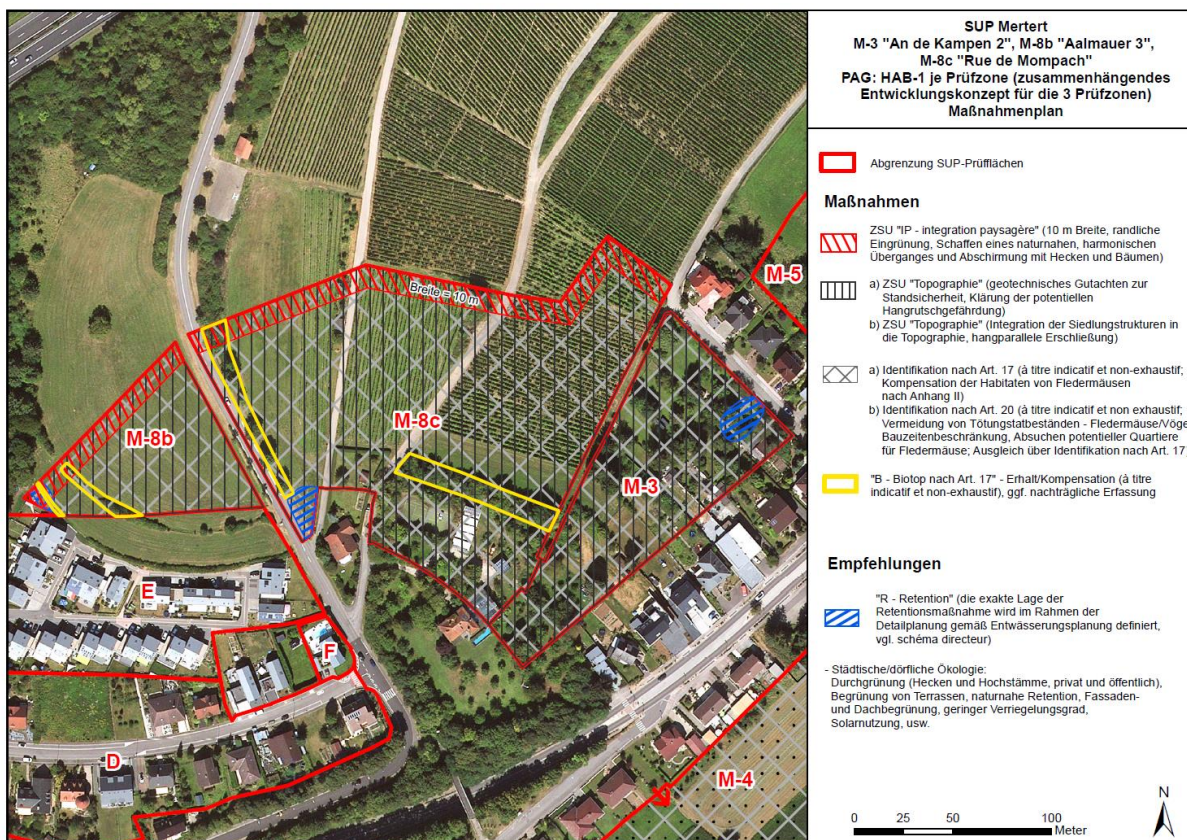 SUP Mertert
M-3 "An de Kampen 2", M-8b "Aalmauer 3",
M-8c "Rue de Mompach"
PAG: HAB-1 je Prüfzone (zusammenhängendes
Entwicklungskonzept für die 3 Prüfzonen)
Maßnahmenplan
Abgrenzung SUP-Prüfflächen
Maßnahmen
ZSU "IP - integration paysagère" (10 m Breite, randliche
Eingrünung, Schaffen eines naturnahen, harmonischen
Überganges und Abschirmung mit Hecken und Bäumen)
a) ZSU "Topographie" (geotechnisches Gutachten zur
Standsicherheit, Klärung der potentiellen
Hangrutschgefährdung)
b) ZSU "Topographie" (Integration der Siedlungstrukturen in
die Topographie, hangparallele Erschließung)
a) Identifikation nach Art. 17 (à titre indicatif et non-exhaustif;
Kompensation der Habitaten von Fledermäusen
nach Anhang II)
b) Identifikation nach Art. 20 (à titre indicatif et non exhaustif;
Vermeidung von Tötungstatbeständen - Fledermäuse/Vöge
Bauzeitenbeschränkung, Absuchen potentieller Quartiere
für Fledermäuse; Ausgleich über Identifikation nach Art. 17)
"B - Biotop nach Art. 17" - Erhalt/Kompensation (à titre
indicatif et non-exhaustif), ggf. nachträgliche Erfassung
Empfehlungen
"R - Retention" (die exakte Lage der
Retentionsmaßnahme wird im Rahmen der
Detailplanung gemäß Entwässerungsplanung definiert,
vgl. schéma directeur)
- Städtische/dörfliche Ökologie:
Durchgrünung (Hecken und Hochstämme, privat und öffentlich),
Begrünung von Terrassen, naturnahe Retention, Fassaden-
und Dachbegrünung, geringer Verriegelungsgrad,
Solarnutzung, usw.
N
0 25 50 100
Meter
M-5
Breite = 10 m
M-8b
M-8c
M-3
E
F
D
M-4